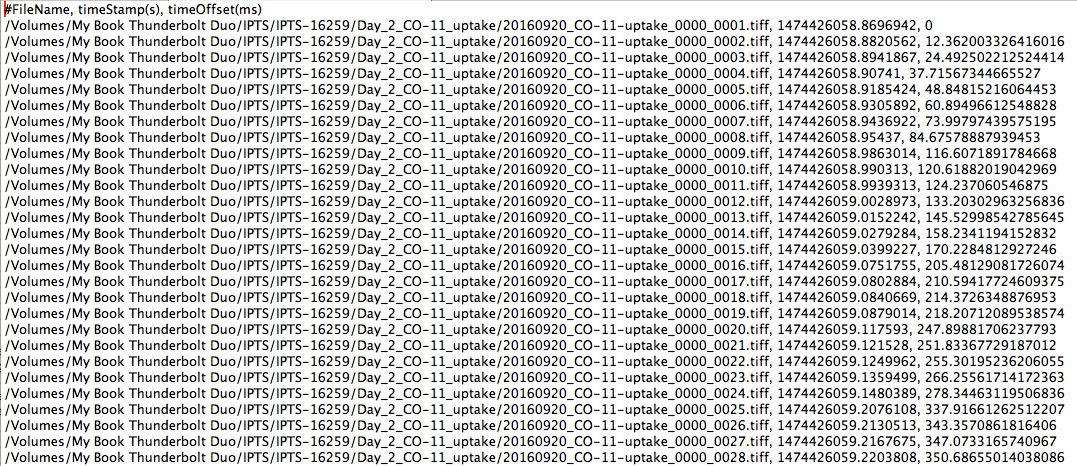 #FileName, timeStamp(s), timeOffset(ms)
/Volumes/My Book Thunderbolt Duo/IPTS/IPTS-16259/Day_2_CO-11_uptake/20160920_CO-11-uptake_0000_0001.tiff, 1474426058.8696942, 0
/Volumes/My Book Thunderbolt Duo/IPTS/IPTS-16259/Day_2_CO-11_uptake/20160920_CO-11-uptake_0000_0002.tiff, 1474426058.8820562, 12.362003326416016
/Volumes/My Book Thunderbolt Duo/IPTS/IPTS-16259/Day_2_CO-11_uptake/20160920_CO-11-uptake_0000_0003.tiff, 1474426058.8941867, 24.492502212524414
/Volumes/My Book Thunderbolt Duo/IPTS/IPTS-16259/Day_2_CO-11_uptake/20160920_CO-11-uptake_0000_0004.tiff, 1474426058.90741, 37.71567344665527
/Volumes/My Book Thunderbolt Duo/IPTS/IPTS-16259/Day_2_CO-11_uptake/20160920_CO-11-uptake_0000_0005.tiff, 1474426058.9185424, 48.84815216064453
/Volumes/My Book Thunderbolt Duo/IPTS/IPTS-16259/Day_2_CO-11_uptake/20160920_CO-11-uptake_0000_0006.tiff, 1474426058.9305892, 60.89496612548828
/Volumes/My Book Thunderbolt Duo/IPTS/IPTS-16259/Day_2_CO-11_uptake/20160920_CO-11-uptake_0000_0007.tiff, 1474426058.9436922, 73.99797439575195
/Volumes/My Book Thunderbolt Duo/IPTS/IPTS-16259/Day_2_CO-11_uptake/20160920_CO-11-uptake_0000_0008.tiff, 1474426058.95437, 84.67578887939453
/Volumes/My Book Thunderbolt Duo/IPTS/IPTS-16259/Day_2_CO-11_uptake/20160920_CO-11-uptake_0000_0009.tiff, 1474426058.9863014, 116.6071891784668
/Volumes/My Book Thunderbolt Duo/IPTS/IPTS-16259/Day_2_CO-11_uptake/20160920_CO-11-uptake_0000_0010.tiff, 1474426058.990313, 120.61882019042969
/Volumes/My Book Thunderbolt Duo/IPTS/IPTS-16259/Day_2_CO-11_uptake/20160920_CO-11-uptake_0000_0011.tiff, 1474426058.9939313, 124.237060546875
/Volumes/My Book Thunderbolt Duo/IPTS/IPTS-16259/Day_2_CO-11_uptake/20160920_CO-11-uptake_0000_0012.tiff, 1474426059.0028973, 133.20302963256836
/Volumes/My Book Thunderbolt Duo/IPTS/IPTS-16259/Day_2_CO-11_uptake/20160920_CO-11-uptake_0000_0013.tiff, 1474426059.0152242, 145.52998542785645
/Volumes/My Book Thunderbolt Duo/IPTS/IPTS-16259/Day_2_CO-11_uptake/20160920_CO-11-uptake_0000_0014.tiff, 1474426059.0279284, 158.2341194152832
/Volumes/My Book Thunderbolt Duo/IPTS/IPTS-16259/Day_2_CO-11_uptake/20160920_CO-11-uptake_0000_0015.tiff, 1474426059.0399227, 170.2284812927246
/Volumes/My Book Thunderbolt Duo/IPTS/IPTS-16259/Day_2_CO-11_uptake/20160920_CO-11-uptake_0000_0016.tiff, 1474426059.0751755, 205.48129081726074
/Volumes/My Book Thunderbolt Duo/IPTS/IPTS-16259/Day_2_CO-11_uptake/20160920_CO-11-uptake_0000_0017.tiff, 1474426059.0802884, 210.59417724609375
/Volumes/My Book Thunderbolt Duo/IPTS/IPTS-16259/Day_2_CO-11_uptake/20160920_CO-11-uptake_0000_0018.tiff, 1474426059.0840669, 214.3726348876953
/Volumes/My Book Thunderbolt Duo/IPTS/IPTS-16259/Day_2_CO-11_uptake/20160920_CO-11-uptake_0000_0019.tiff, 1474426059.0879014, 218.20712089538574
/Volumes/My Book Thunderbolt Duo/IPTS/IPTS-16259/Day_2_CO-11_uptake/20160920_CO-11-uptake_0000_0020.tiff, 1474426059.117593, 247.89881706237793
/Volumes/My Book Thunderbolt Duo/IPTS/IPTS-16259/Day_2_CO-11_uptake/20160920_CO-11-uptake_0000_0021.tiff, 1474426059.121528, 251.83367729187012
/Volumes/My Book Thunderbolt Duo/IPTS/IPTS-16259/Day_2_CO-11_uptake/20160920_CO-11-uptake_0000_0022.tiff, 1474426059.1249962, 255.30195236206055
/Volumes/My Book Thunderbolt Duo/IPTS/IPTS-16259/Day_2_CO-11_uptake/20160920_CO-11-uptake_0000_0023.tiff, 1474426059.1359499, 266.25561714172363
/Volumes/My Book Thunderbolt Duo/IPTS/IPTS-16259/Day_2_CO-11_uptake/20160920_CO-11-uptake_0000_0024.tiff, 1474426059.1480389, 278.34463119506836
/Volumes/My Book Thunderbolt Duo/IPTS/IPTS-16259/Day_2_CO-11_uptake/20160920_CO-11-uptake_0000_0025.tiff, 1474426059.2076108, 337.91661262512207
/Volumes/My Book Thunderbolt Duo/IPTS/IPTS-16259/Day_2_CO-11_uptake/20160920_CO-11-uptake_0000_0026.tiff, 1474426059.2130513, 343.3570861816406
/Volumes/My Book Thunderbolt Duo/IPTS/IPTS-16259/Day_2_CO-11_uptake/20160920_CO-11-uptake_0000_0027.tiff, 1474426059.2167675, 347.0733165740967
/Volumes/My Book Thunderbolt Duo/IPTS/IPTS-16259/Day_2_CO-11_uptake/20160920_CO-11-uptake_0000_0028.tiff, 1474426059.2203808, 350.68655014038086